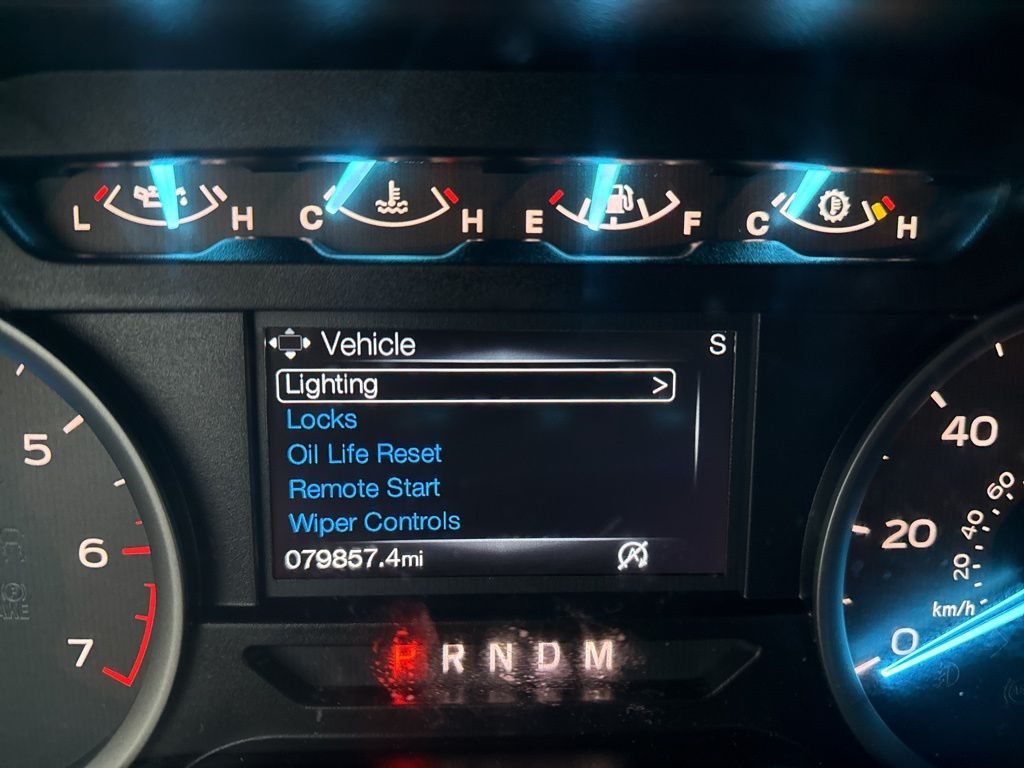 L H C H E F C H
Vehicle S
Lighting >
Locks
Oil Life Reset
Remote Start
Wiper Controls
079857.4mi
P R N D M
5
6
7
40
20
0
60
40
20
km/h